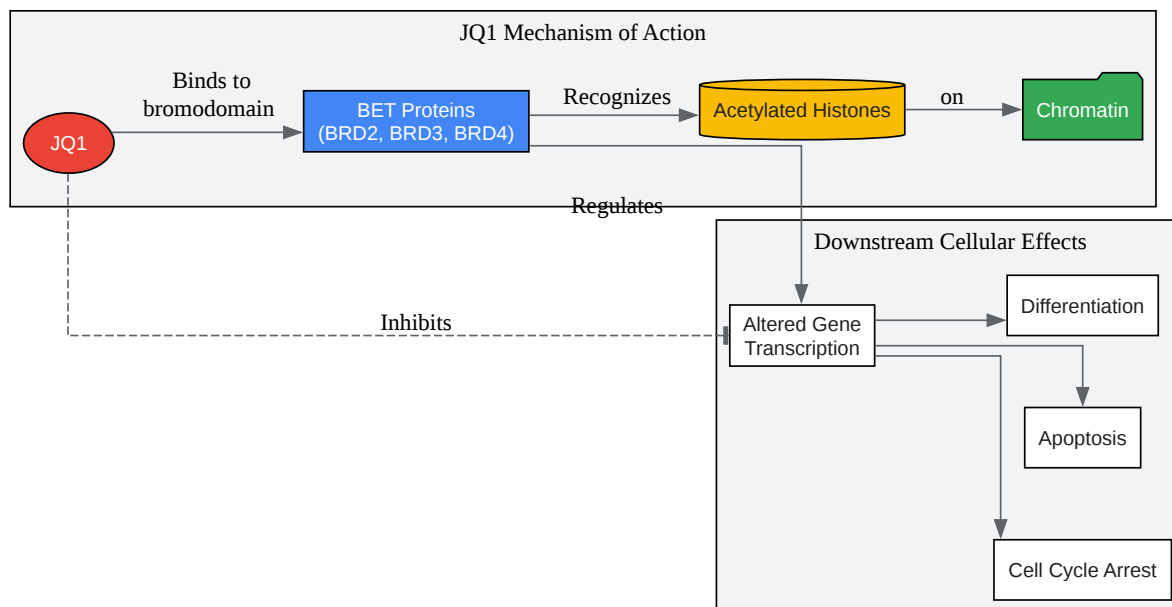 JQ1 Mechanism of Action
Binds to
bromodomain
JQ1
BET Proteins
(BRD2, BRD3, BRD4)
Recognizes
Acetylated Histones
on
Chromatin
Regulates
Downstream Cellular Effects
Inhibits
Altered Gene
Transcription
Differentiation
Apoptosis
Cell Cycle Arrest